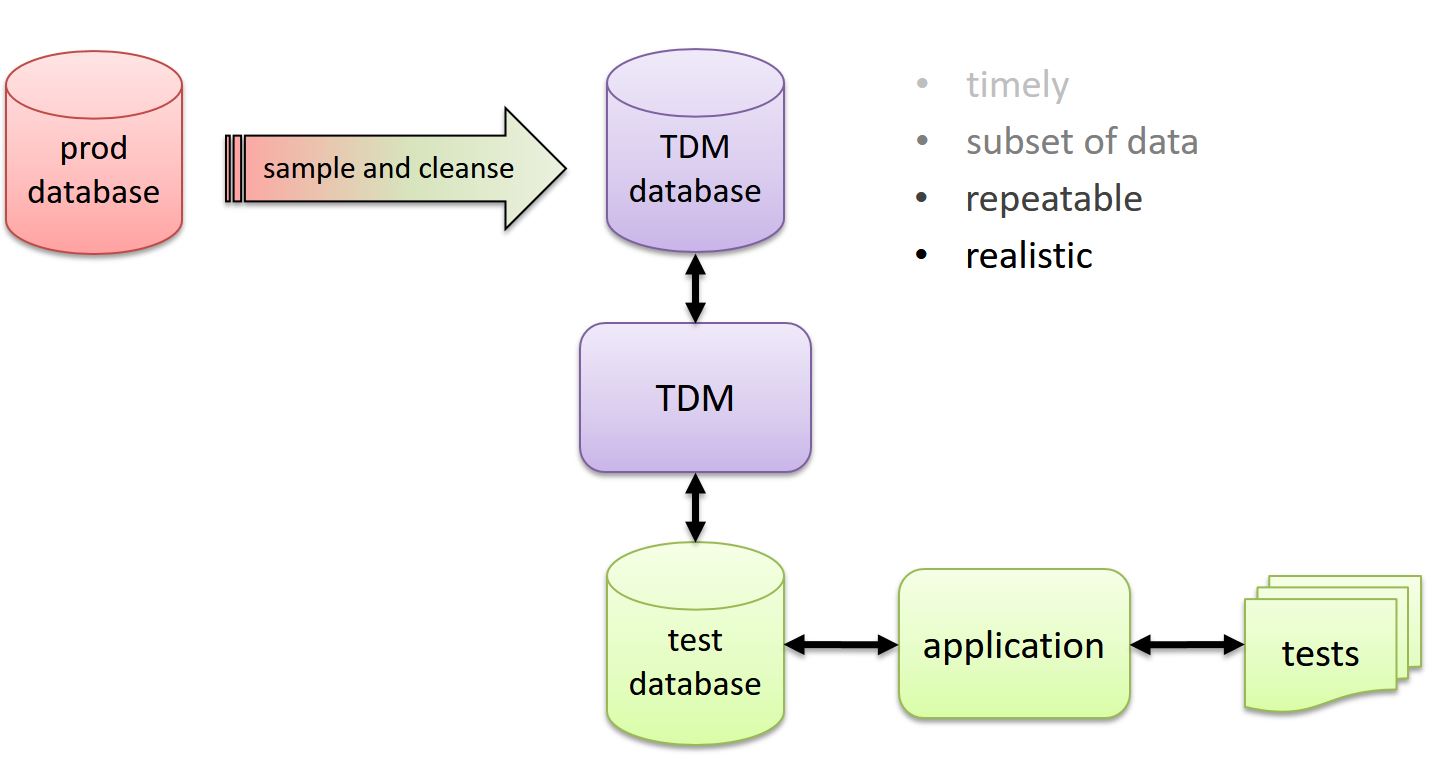 prod
database
sample and cleanse
TDM
database
• timely
• subset of data
• repeatable
• realistic
TDM
test
database
application
tests